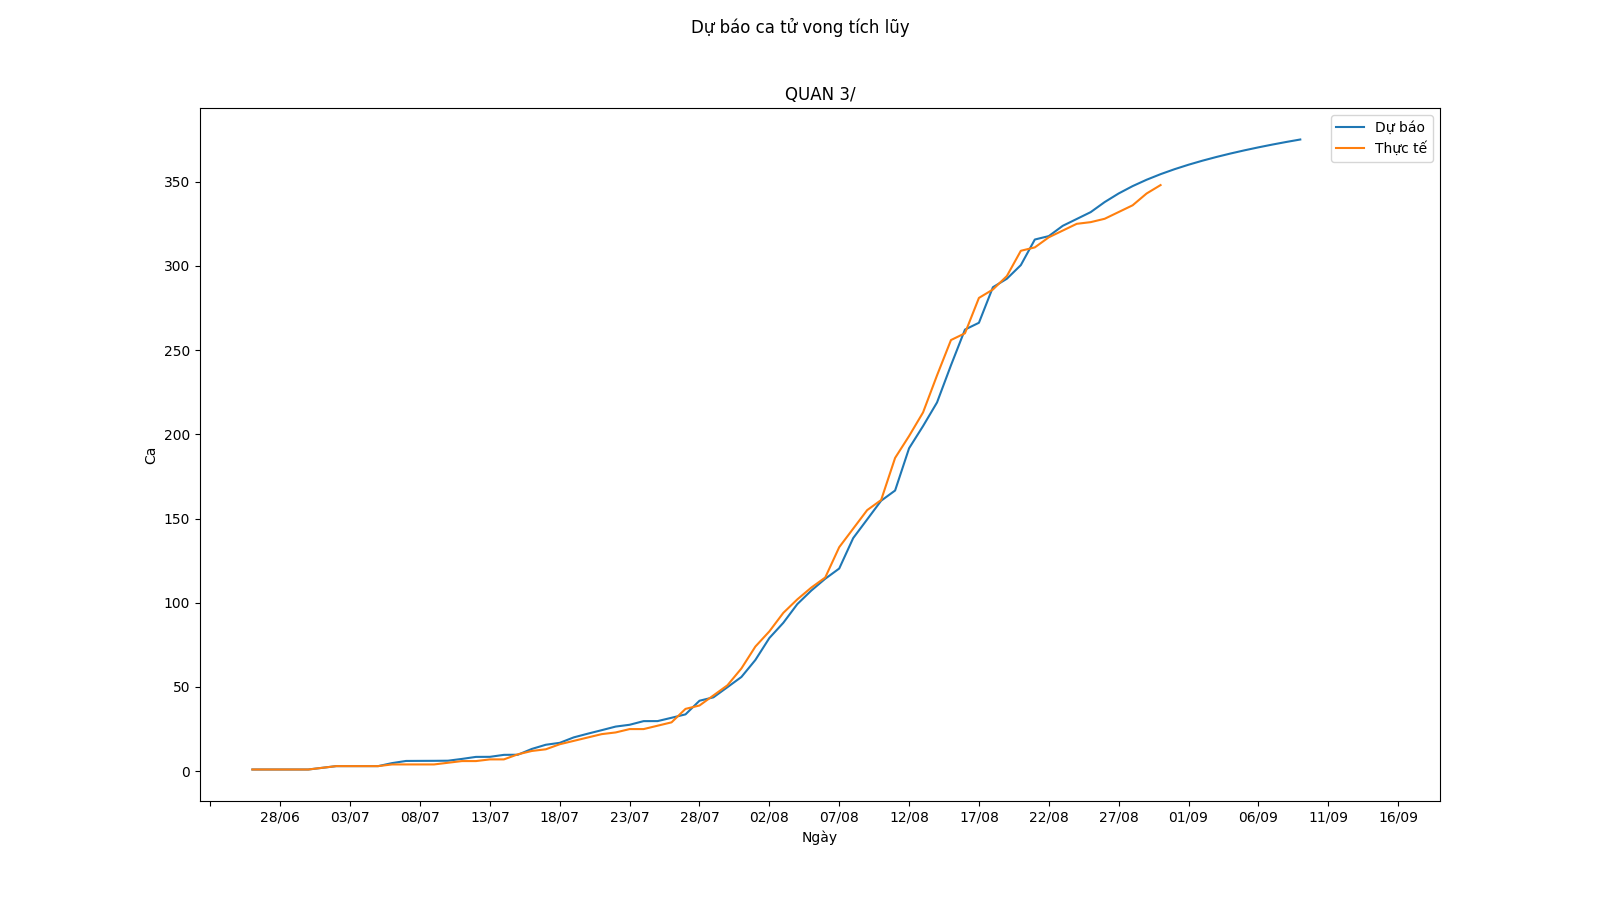 Dự báo ca tử vong tích lũy
QUAN 3/
Dự báo
Thực tế
350
300
250
200
150
100
50
0
Ca
28/06 03/07 08/07 13/07 18/07 23/07 28/07 02/08 07/08 12/08 17/08 22/08 27/08 01/09 06/09 11/09 16/09
Ngày